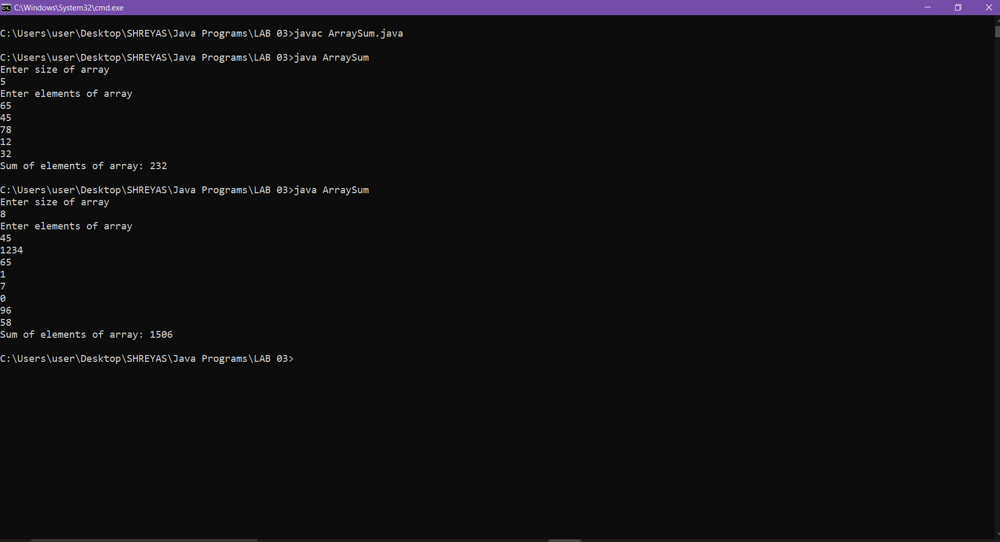 C:\Windows\System32\cmd.exe
C:\Users\user\Desktop\SHREYAS\Java Programs\LAB 03>javac ArraySum.java
C:\Users\user\Desktop\SHREYAS\Java Programs\LAB 03>java ArraySum
Enter size of array
5
Enter elements of array
65
45
78
12
32
Sum of elements of array: 232
C:\Users\user\Desktop\SHREYAS\Java Programs\LAB 03>java ArraySum
Enter size of array
8
Enter elements of array
45
1234
65
1
7
0
96
58
Sum of elements of array: 1506
C:\Users\user\Desktop\SHREYAS\Java Programs\LAB 03>